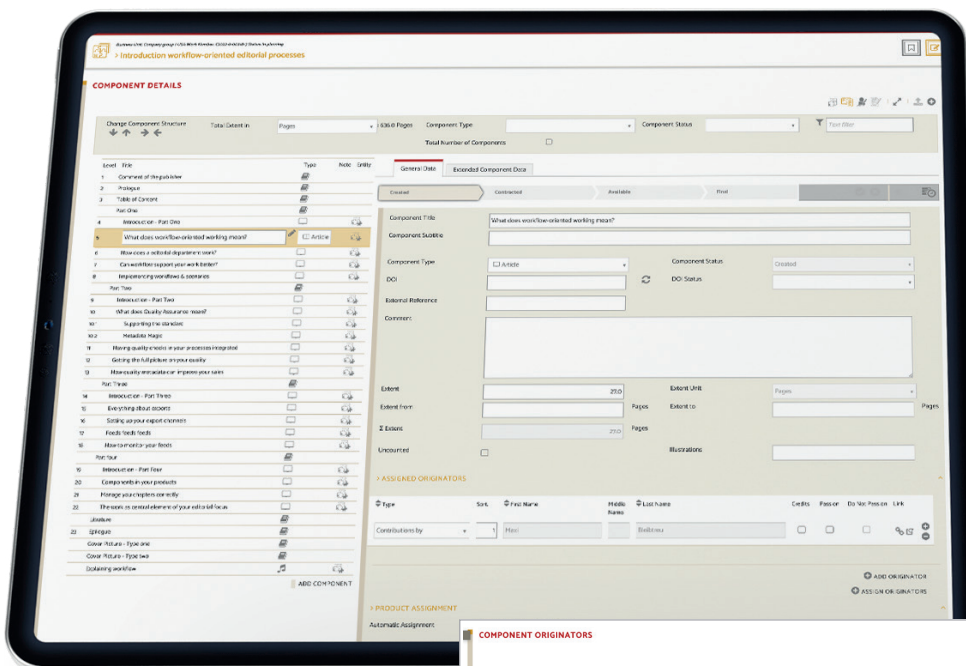 > Introduction workflow-oriented editorial processes
COMPONENT DETAILS
Change Component Structure
Total Extent in
Pages
636.0 Pages
Component Type
Component Status
Text filter
Total Number of Components
Level Title Type Note Entity
1 Comment of the publisher
2 Prologue
3 Table of Content
Part One
4 Introduction - Part One
5 What does workflow-oriented working mean? Article
6 How does a editorial department work?
7 Can workflow support your work better?
8 Implementing workflows & scenarios
Part Two
9 Introduction - Part Two
10 What does Quality Assurance mean?
10.1 Supporting the standard
10.2 Metadata Magic
11 Having quality checks in your processes integrated
12 Getting the full picture on your quality
13 How quality metadata can improve your sales
Part Three
14 Introduction - Part Three
15 Everything about exports
16 Setting up your export channels
17 Feeds feeds feeds
18 How to monitor your feeds
Part four
19 Introduction - Part Four
20 Components in your products
21 Manage your chapters correctly
22 The work as central element of your editorial focus
Literature
23 Epilogue
Cover Picture - Type one
Cover Picture - Type two
Explaining workflow
ADD COMPONENT
General Data
Extended Component Data
Created
Contracted
Available
Final
Component Title
What does workflow-oriented working mean?
Component Subtitle
Component Type
Article
Component Status
Created
DOI
DOI Status
External Reference
Comment
Extent
27.0
Extent Unit
Pages
Extent from
Pages
Extent to
Pages
Σ Extent
27.0
Pages
Uncounted
Illustrations
> ASSIGNED ORIGINATORS
Type Sort. First Name Middle Name Last Name Credits Pass on Do Not Pass on Link
Contributions by 1 Maxi
ADD ORIGINATOR
ASSIGN ORIGINATORS
> PRODUCT ASSIGNMENT
Automatic Assignment
COMPONENT ORIGINATORS